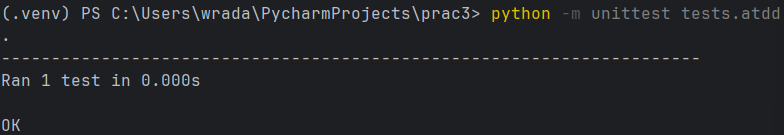 (.venv) PS C:\Users\wrada\PycharmProjects\prac3> python -m unittest tests.atdd
.
----------------------------------------------------------------------
Ran 1 test in 0.000s
OK